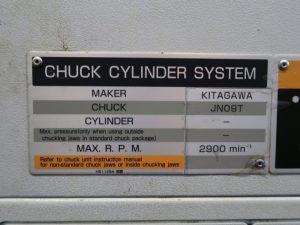 CHUCK CYLINDER SYSTEM
MAKER KITAGAWA
CHUCK JN09T
CYLINDER –
Max. pressure(only when using outside
chucking jaws in standard chuck package) –
MAX. R. P. M. 2900 min⁻¹
Refer to chuck unit instruction manual
for non-standard chuck jaws or inside chucking jaws